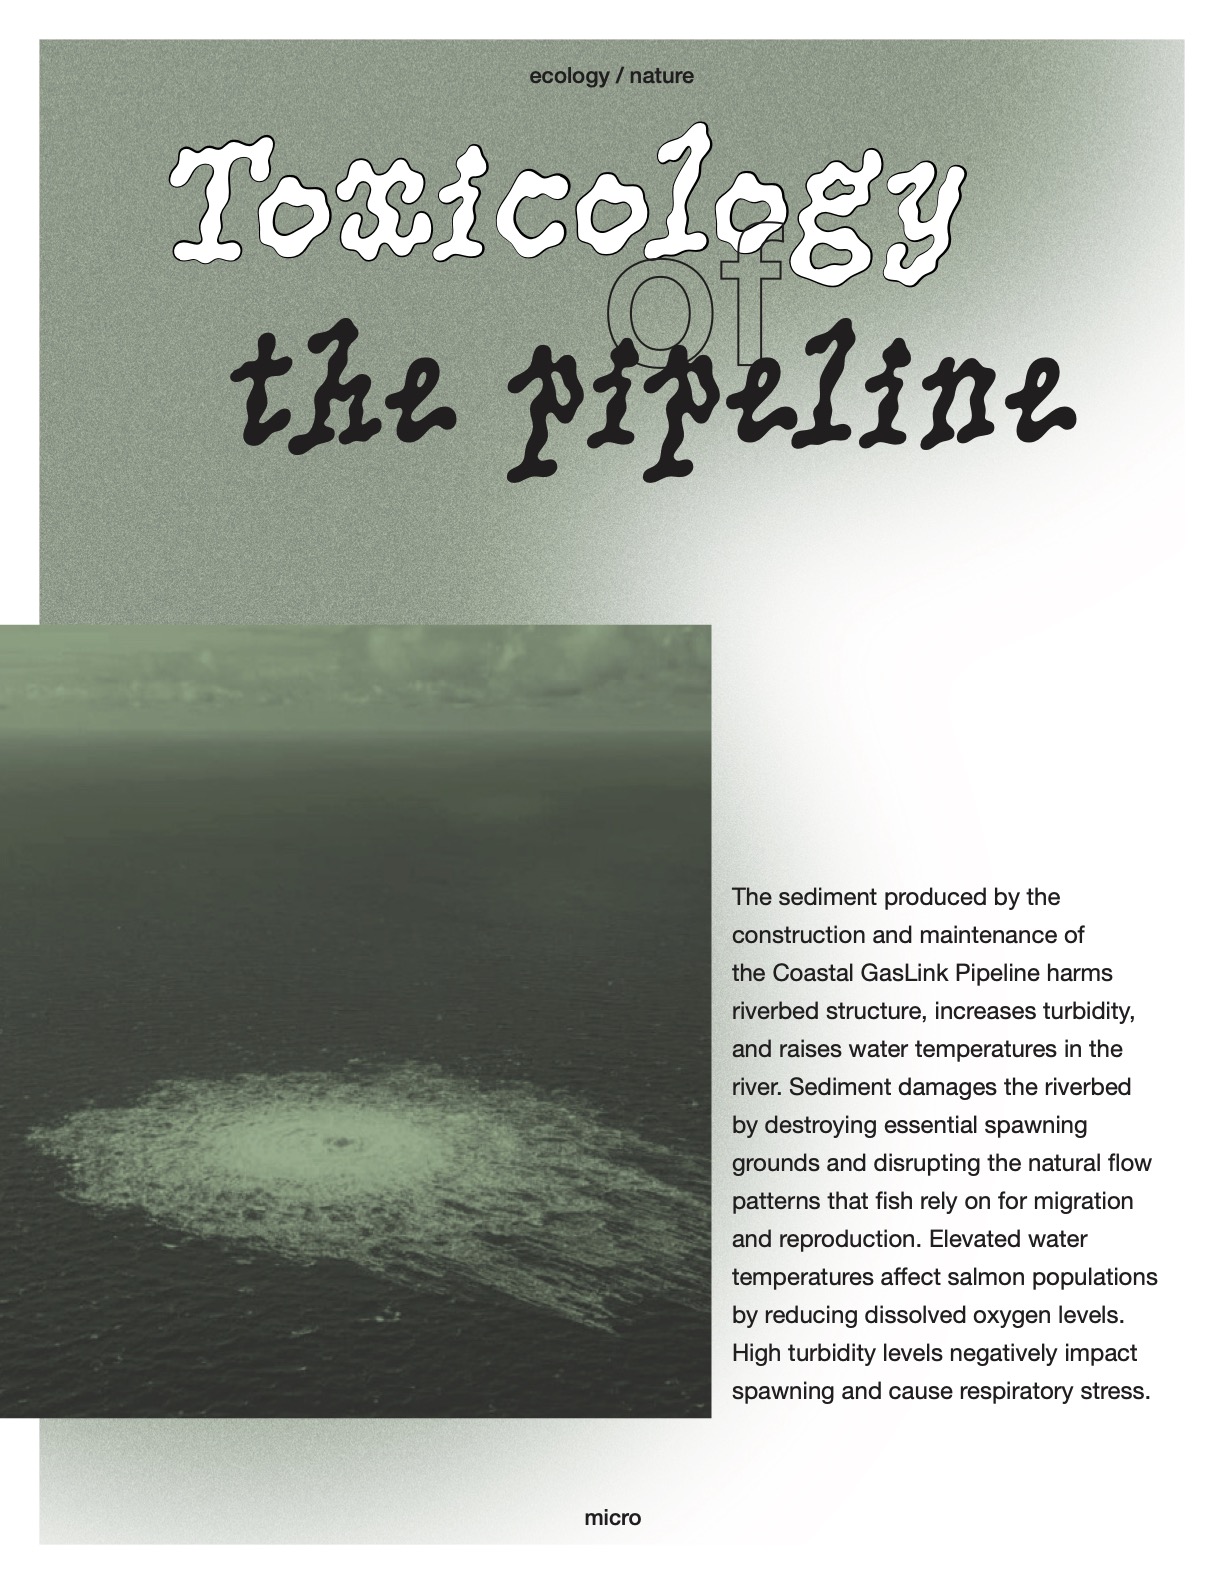 ecology / nature
Toxicology
of
the pipeline
The sediment produced by the
construction and maintenance of
the Coastal GasLink Pipeline harms
riverbed structure, increases turbidity,
and raises water temperatures in the
river. Sediment damages the riverbed
by destroying essential spawning
grounds and disrupting the natural flow
patterns that fish rely on for migration
and reproduction. Elevated water
temperatures affect salmon populations
by reducing dissolved oxygen levels.
High turbidity levels negatively impact
spawning and cause respiratory stress.
micro